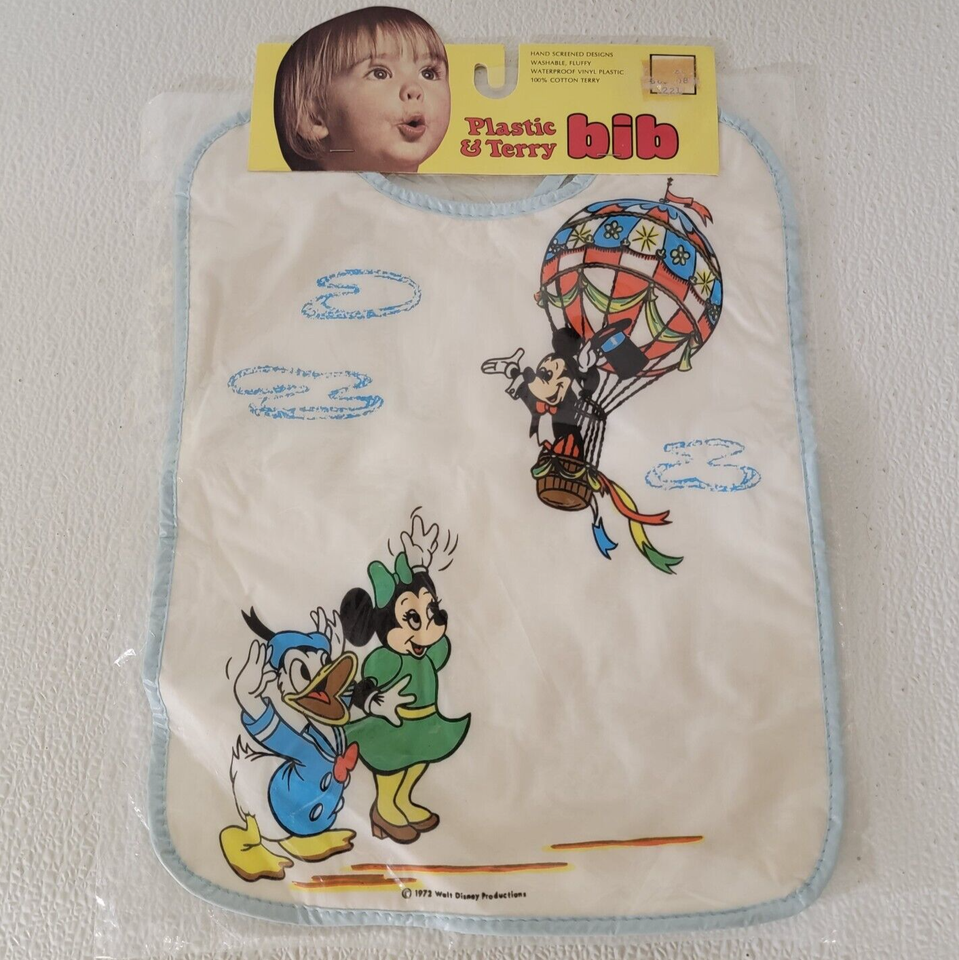 HAND SCREENED DESIGNS
WASHABLE, FLUFFY
WATERPROOF VINYL PLASTIC
100% COTTON TERRY
Plastic
& Terry bib
© 1972 Walt Disney Productions